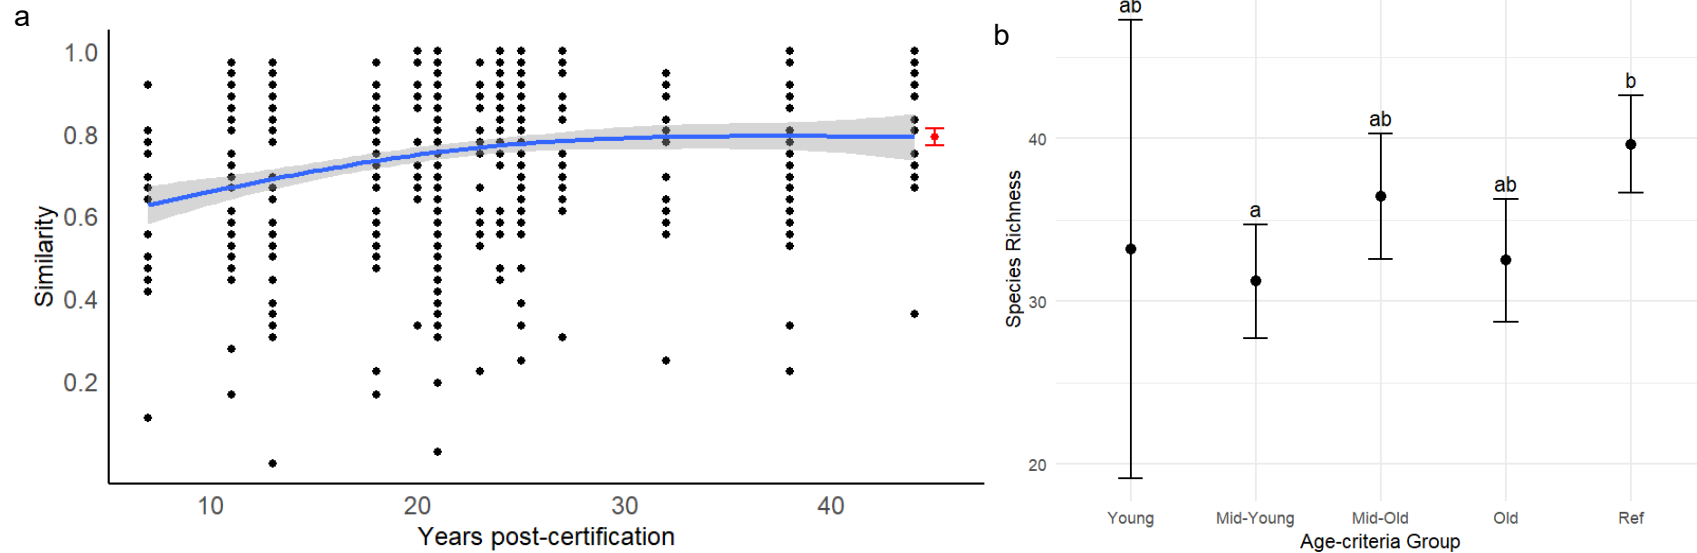 a
1.0
0.8
0.6
0.4
0.2
Similarity
10 20 30 40
Years post-certification
b
ab
a
ab
ab
b
40
30
20
Species Richness
Young Mid-Young Mid-Old Old Ref
Age-criteria Group